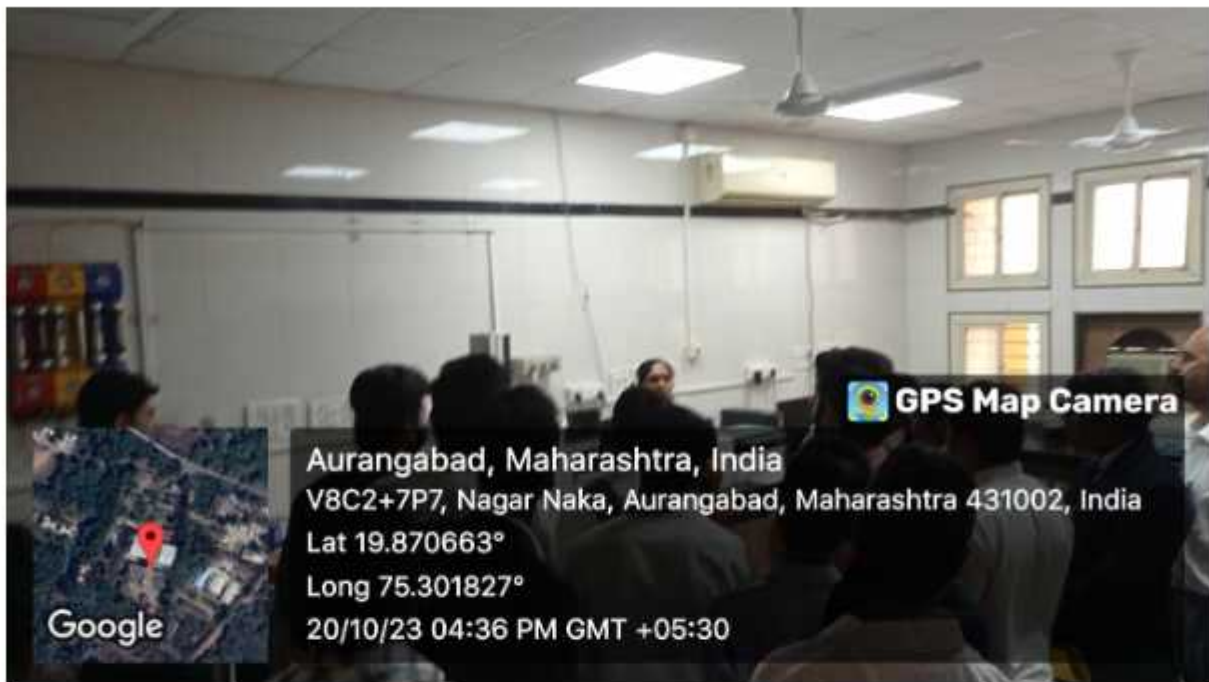 GPS Map Camera
Aurangabad, Maharashtra, India
V8C2+7P7, Nagar Naka, Aurangabad, Maharashtra 431002, India
Lat 19.870663°
Long 75.301827°
20/10/23 04:36 PM GMT +05:30
Google